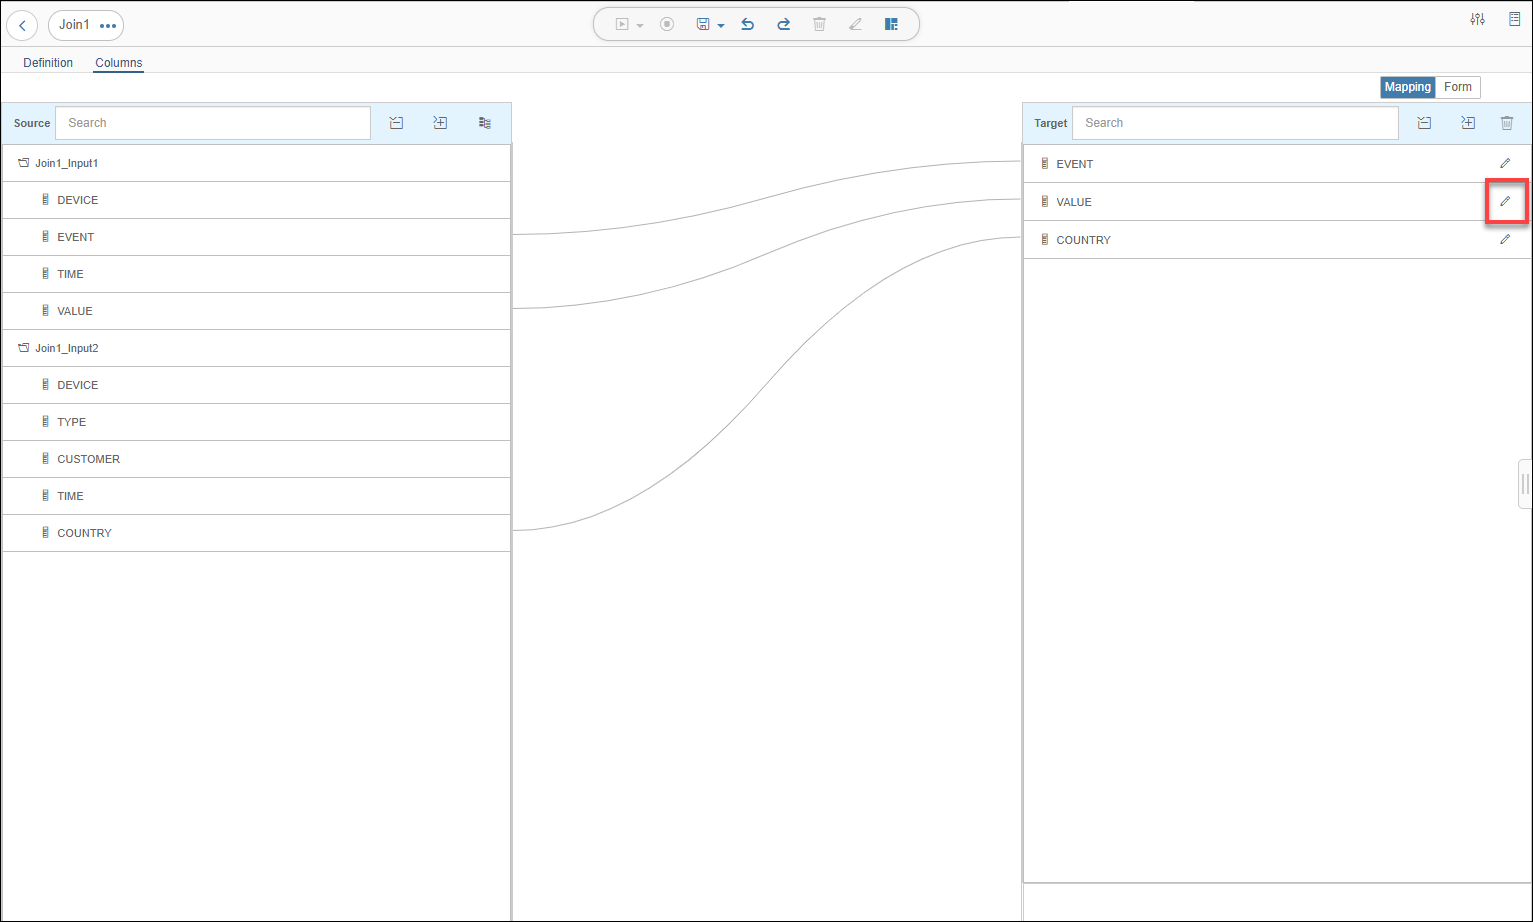 Join1
Definition Columns
Mapping Form
Source Search
Target Search
Join1_Input1
DEVICE
EVENT
TIME
VALUE
Join1_Input2
DEVICE
TYPE
CUSTOMER
TIME
COUNTRY
EVENT
VALUE
COUNTRY